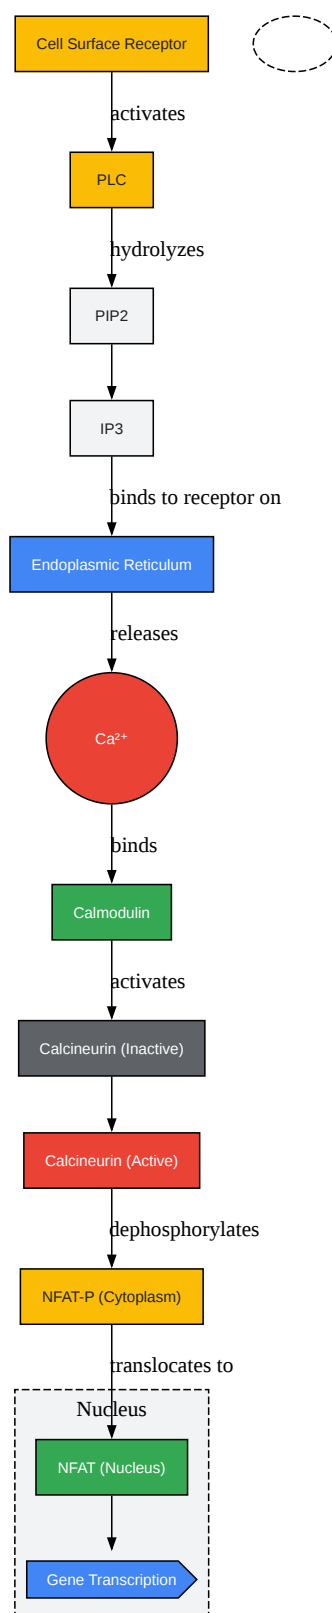 Cell Surface Receptor
activates
PLC
hydrolyzes
PIP2
IP3
binds to receptor on
Endoplasmic Reticulum
releases
Ca²⁺
binds
Calmodulin
activates
Calcineurin (Inactive)
Calcineurin (Active)
dephosphorylates
NFAT-P (Cytoplasm)
translocates to
Nucleus
NFAT (Nucleus)
Gene Transcription